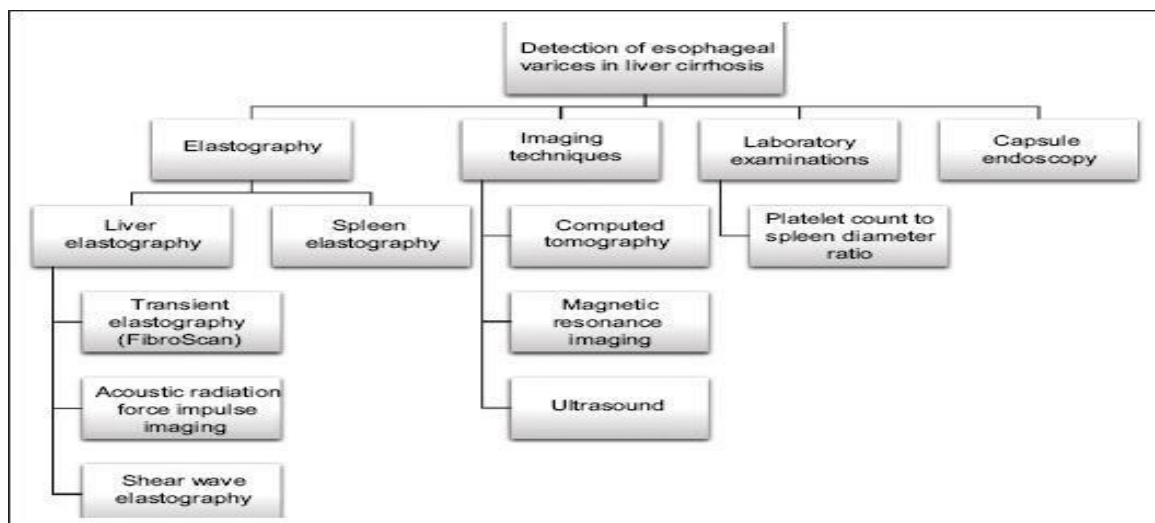 Detection of esophageal
varices in liver cirrhosis
Elastography
Imaging
techniques
Laboratory
examinations
Capsule
endoscopy
Liver
elastography
Spleen
elastography
Computed
tomography
Platelet count to
spleen diameter
ratio
Transient
elastography
(FibroScan)
Magnetic
resonance
imaging
Acoustic radiation
force impulse
imaging
Ultrasound
Shear wave
elastography